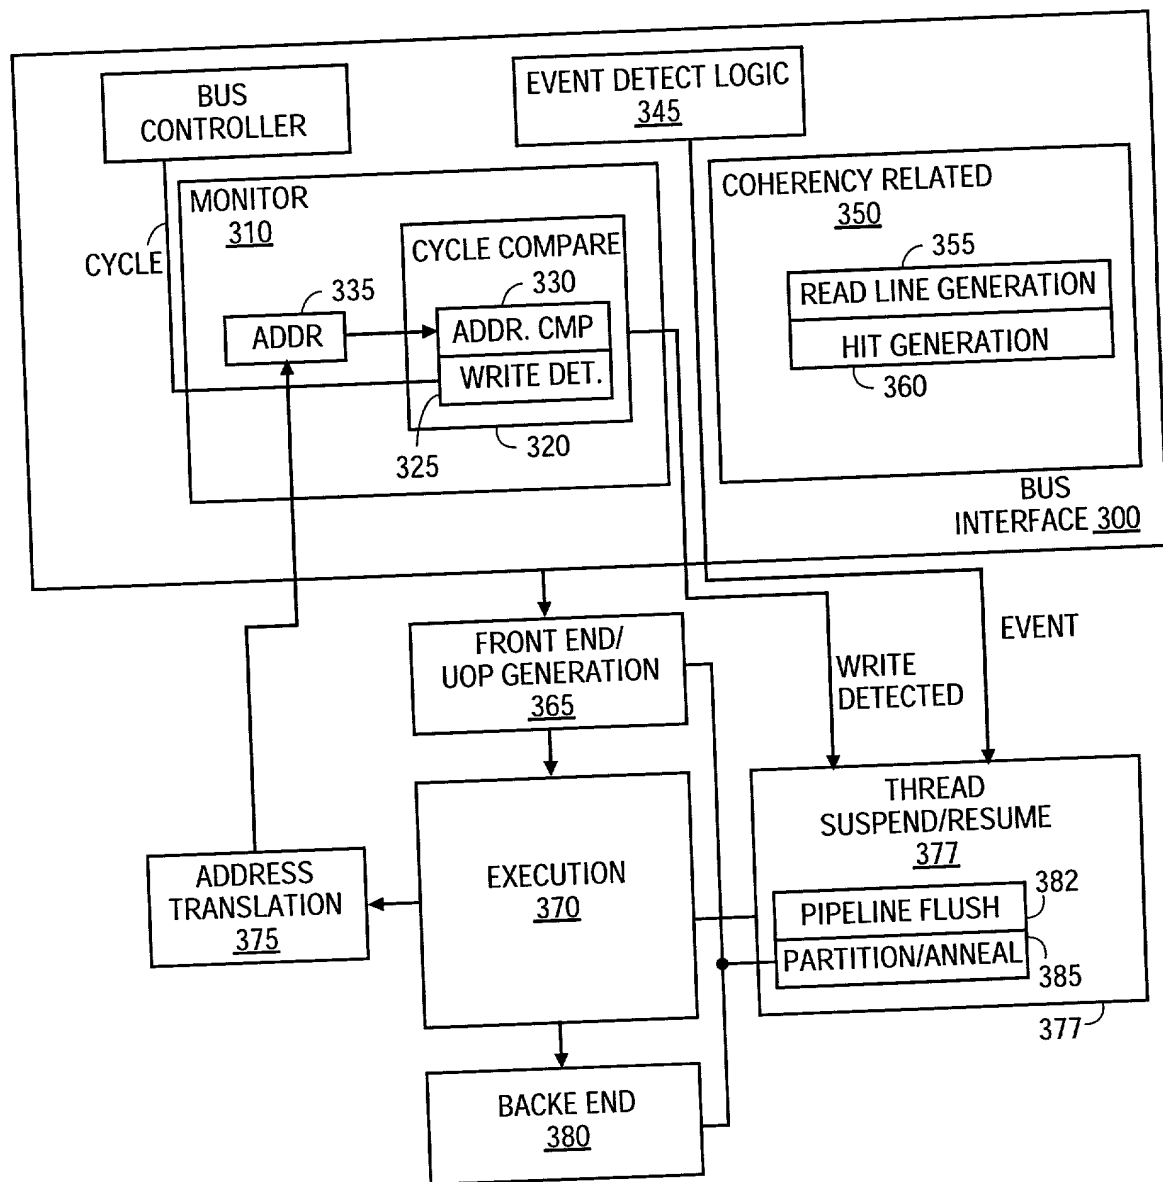 BUS
CONTROLLER
EVENT DETECT LOGIC
345
MONITOR
310
CYCLE
CYCLE COMPARE
335
330
ADDR
ADDR. CMP
WRITE DET.
325
320
COHERENCY RELATED
350
355
READ LINE GENERATION
HIT GENERATION
360
BUS
INTERFACE 300
FRONT END/
UOP GENERATION
365
WRITE
DETECTED
EVENT
ADDRESS
TRANSLATION
375
EXECUTION
370
THREAD
SUSPEND/RESUME
377
382
PIPELINE FLUSH
PARTITION/ANNEAL
385
377
BACKE END
380